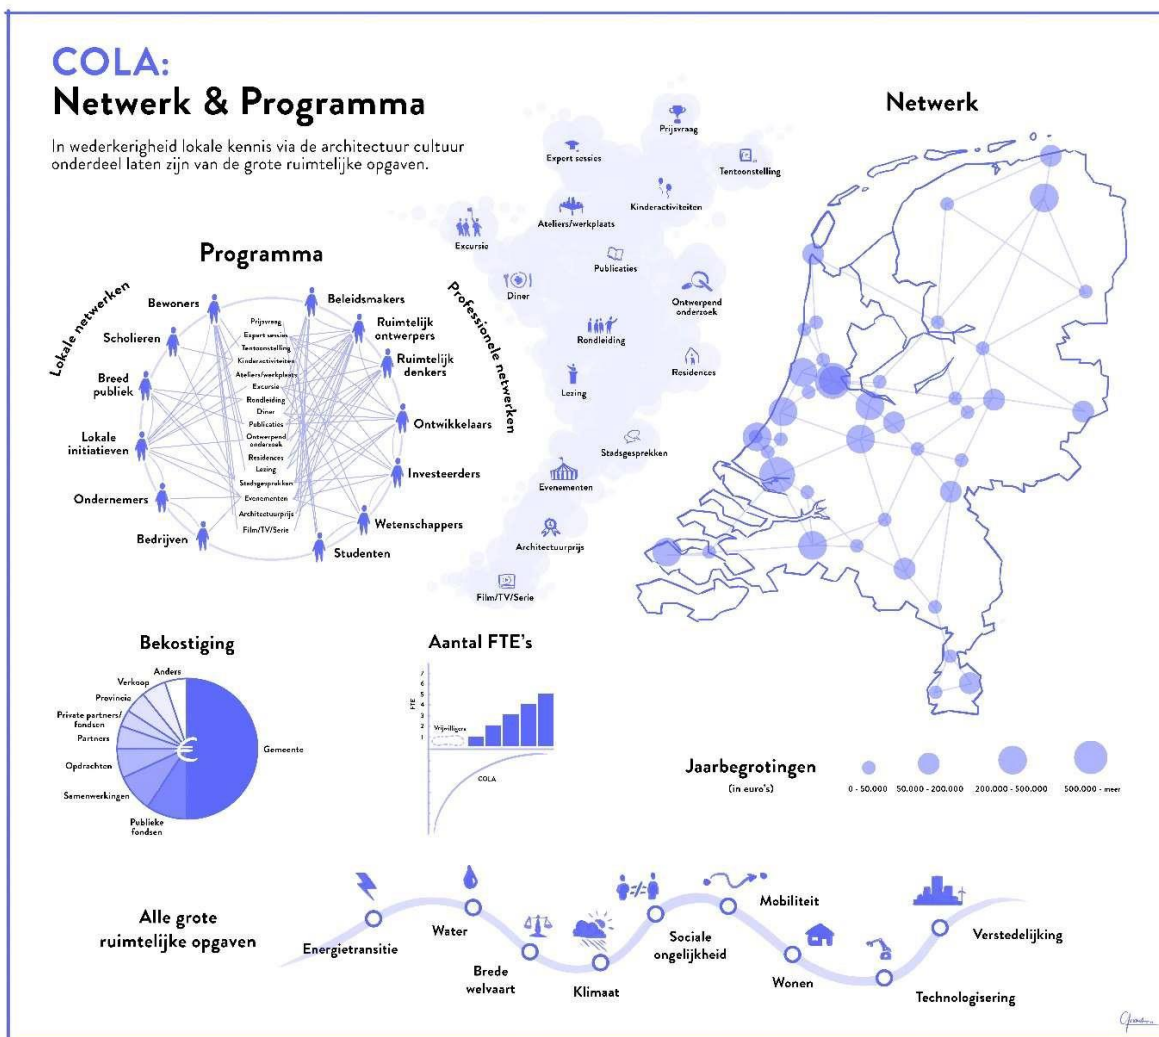 COLA:
Netwerk & Programma
In wederkerigheid lokale kennis via de architectuur cultuur
onderdeel laten zijn van de grote ruimtelijke opgaven.
Programma
Lokale netwerken
Professionele netwerken
Bewoners
Scholieren
Breed
publiek
Lokale
initiatieven
Ondernemers
Bedrijven
Beleidsmakers
Ruimtelijk
ontwerpers
Ruimtelijk
denkers
Ontwikkelaars
Investeerders
Wetenschappers
Studenten
Prijsvraag
Expert sessies
Tentoonstelling
Kinderactiviteiten
Ateliers/werkplaats
Excursie
Rondleiding
Diner
Publicaties
Ontwerpend
onderzoek
Residences
Lezing
Stadsgesprekken
Evenementen
Architectuurprijs
Film/TV/Serie
Prijsvraag
Expert sessies
Tentoonstelling
Kinderactiviteiten
Ateliers/werkplaats
Excursie
Publicaties
Diner
Ontwerpend
onderzoek
Rondleiding
Residences
Lezing
Stadsgesprekken
Evenementen
Architectuurprijs
Film/TV/Serie
Netwerk
Bekostiging
Anders
Verkoop
Provincie
Private partners/
fondsen
Partners
Opdrachten
Samenwerkingen
Publieke
fondsen
Gemeente
€
Aantal FTE's
FTE
7
6
5
4
3
2
1
Vrijwilligers
COLA
Jaarbegrotingen
(in euro's)
0 - 50.000
50.000 - 200.000
200.000 - 500.000
500.000 - meer
Alle grote
ruimtelijke opgaven
Energietransitie
Water
Brede
welvaart
Klimaat
Sociale
ongelijkheid
Mobiliteit
Wonen
Technologisering
Verstedelijking